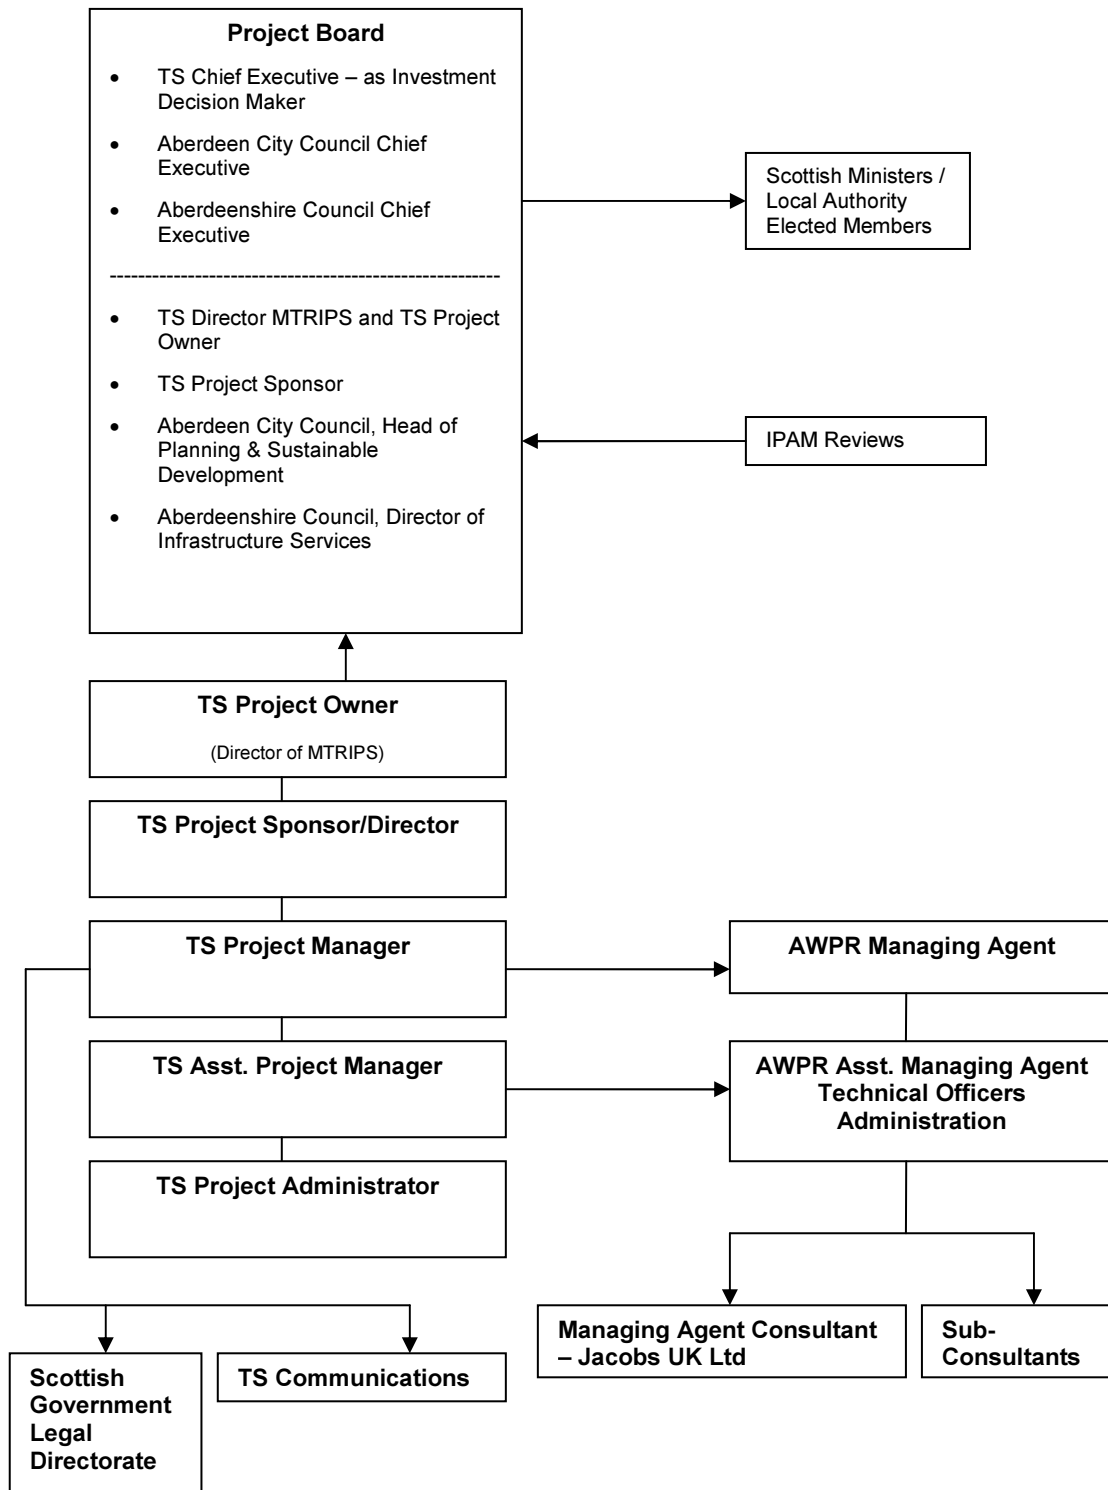 Project Board
• TS Chief Executive – as Investment
Decision Maker
• Aberdeen City Council Chief
Executive
• Aberdeenshire Council Chief
Executive
--------------------------------------------------------
• TS Director MTRIPS and TS Project
Owner
• TS Project Sponsor
• Aberdeen City Council, Head of
Planning & Sustainable
Development
• Aberdeenshire Council, Director of
Infrastructure Services
Scottish Ministers /
Local Authority
Elected Members
IPAM Reviews
TS Project Owner
(Director of MTRIPS)
TS Project Sponsor/Director
TS Project Manager
AWPR Managing Agent
TS Asst. Project Manager
AWPR Asst. Managing Agent
Technical Officers
Administration
TS Project Administrator
Scottish
Government
Legal
Directorate
TS Communications
Managing Agent Consultant
– Jacobs UK Ltd
Sub-
Consultants